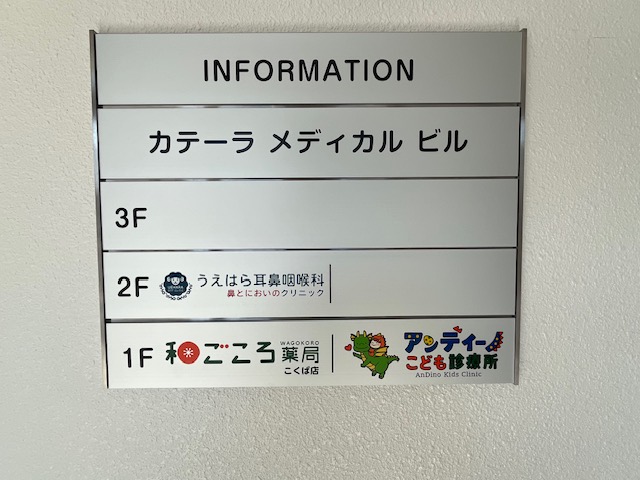 INFORMATION
カテーラ メディカル ビル
3F
2F うえはら耳鼻咽喉科
鼻とにおいのクリニック
1F 和ごころ WAGOKORO 薬局
こくば店
アンディーノ
こども診療所
AnDino Kids Clinic